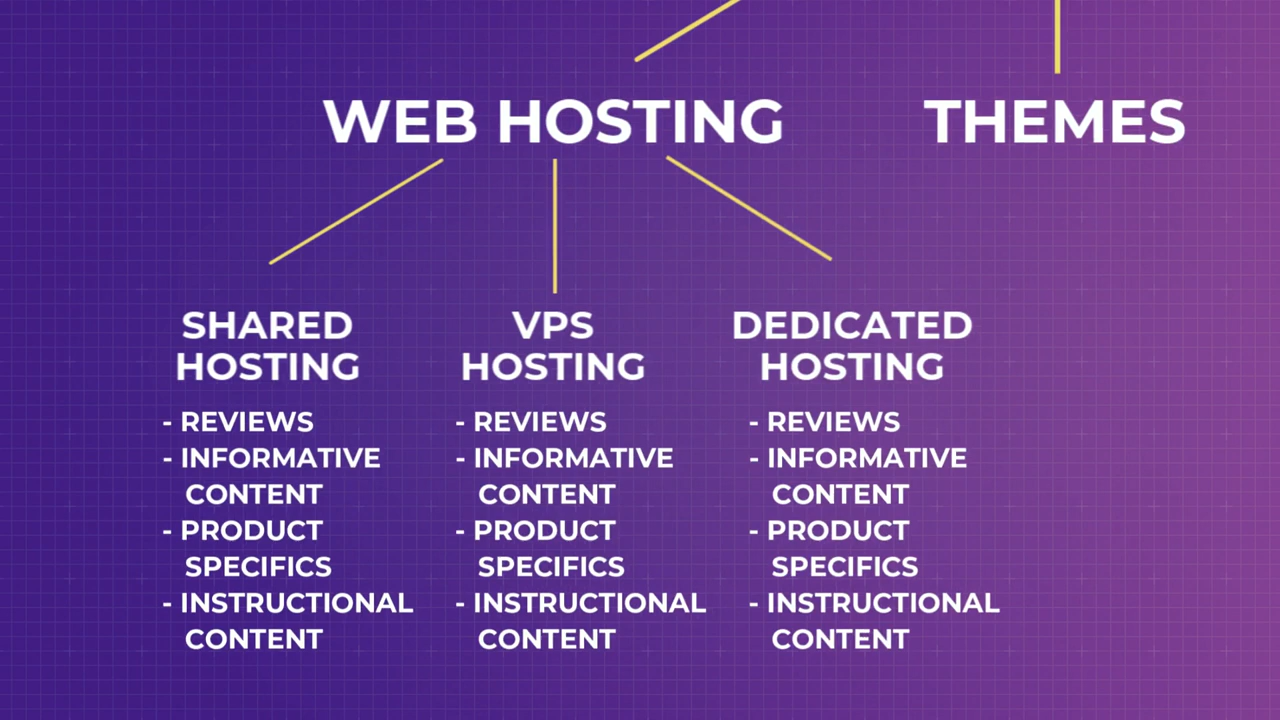 WEB HOSTING
THEMES
SHARED
HOSTING
- REVIEWS
- INFORMATIVE
CONTENT
- PRODUCT
SPECIFICS
- INSTRUCTIONAL
CONTENT
VPS
HOSTING
- REVIEWS
- INFORMATIVE
CONTENT
- PRODUCT
SPECIFICS
- INSTRUCTIONAL
CONTENT
DEDICATED
HOSTING
- REVIEWS
- INFORMATIVE
CONTENT
- PRODUCT
SPECIFICS
- INSTRUCTIONAL
CONTENT